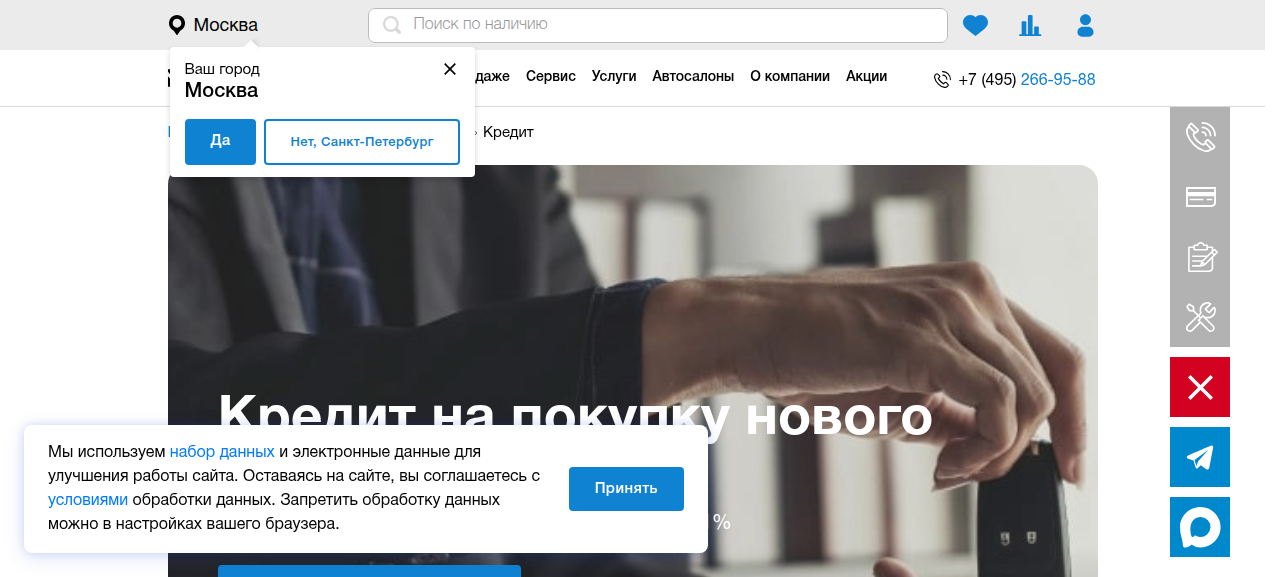 Москва
Поиск по наличию
Ваш город
Москва
Да
Нет, Санкт-Петербург
Сервис
Услуги
Автосалоны
О компании
Акции
+7 (495) 266-95-88
Кредит
Кредит на покупку нового
Мы используем набор данных и электронные данные для
улучшения работы сайта. Оставаясь на сайте, вы соглашаетесь с
условиями обработки данных. Запретить обработку данных
можно в настройках вашего браузера.
Принять
%